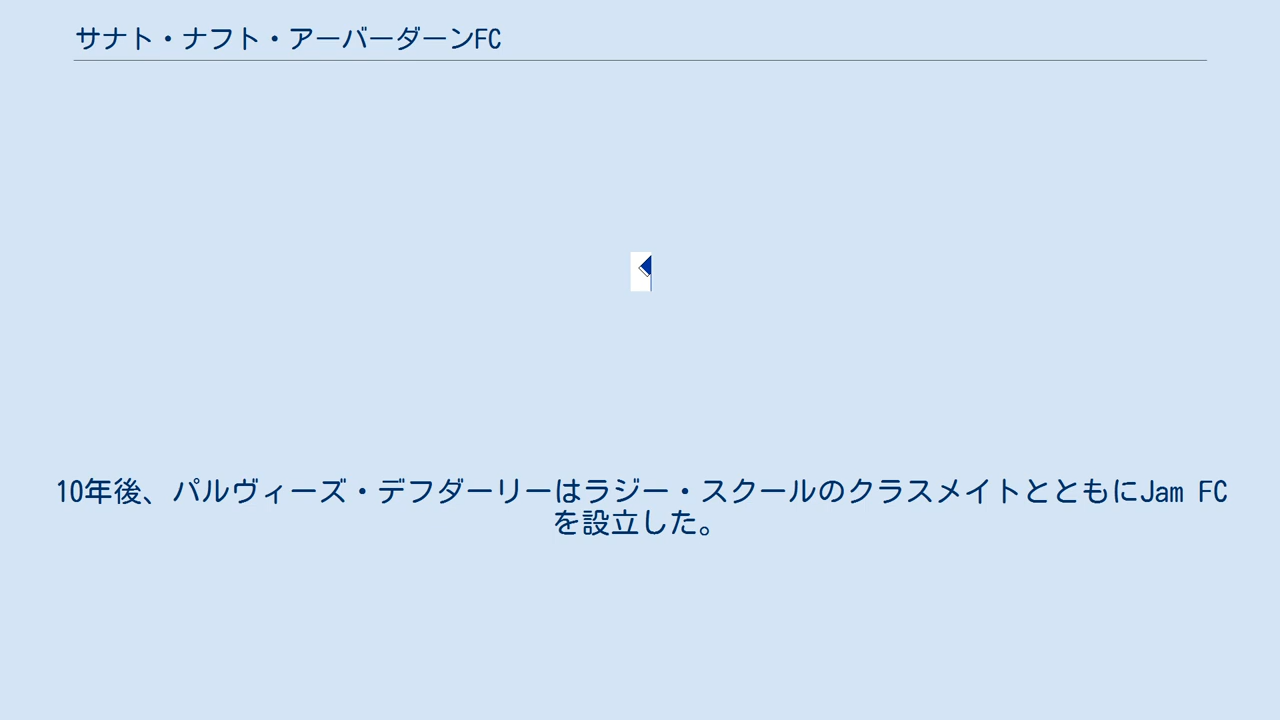 サナト・ナフト・アーバーダーンFC
10年後、パルヴィーズ・デフダーリーはラジー・スクールのクラスメイトとともにJam FC
を設立した。